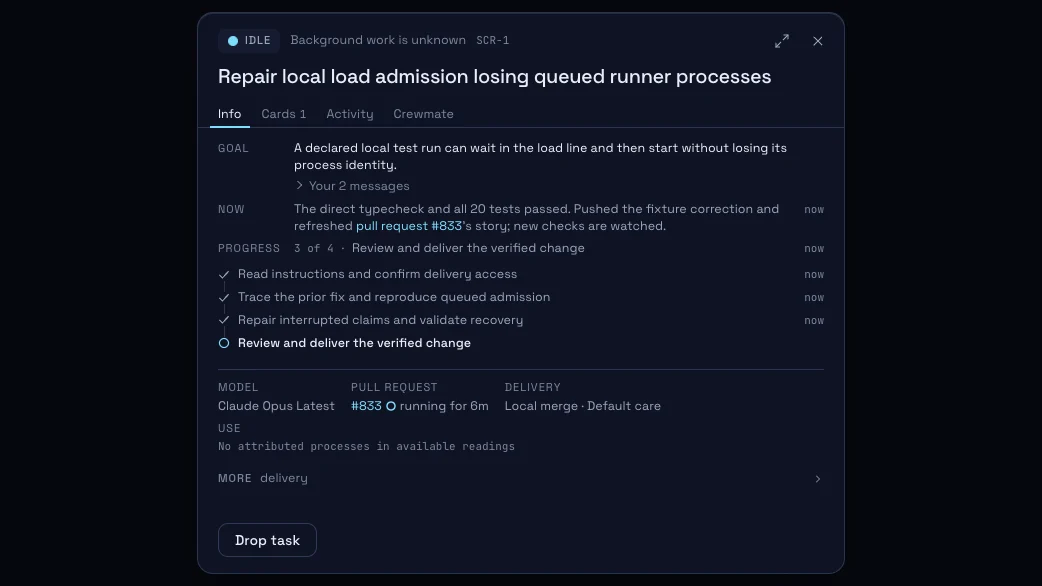 IDLE Background work is unknown SCR-1
Repair local load admission losing queued runner processes
Info Cards 1 Activity Crewmate
GOAL A declared local test run can wait in the load line and then start without losing its
process identity.
Your 2 messages
NOW The direct typecheck and all 20 tests passed. Pushed the fixture correction and now
refreshed pull request #833's story; new checks are watched.
PROGRESS 3 of 4 · Review and deliver the verified change now
Read instructions and confirm delivery access now
Trace the prior fix and reproduce queued admission now
Repair interrupted claims and validate recovery now
Review and deliver the verified change
MODEL PULL REQUEST DELIVERY
Claude Opus Latest #833 running for 6m Local merge · Default care
USE
No attributed processes in available readings
MORE delivery
Drop task